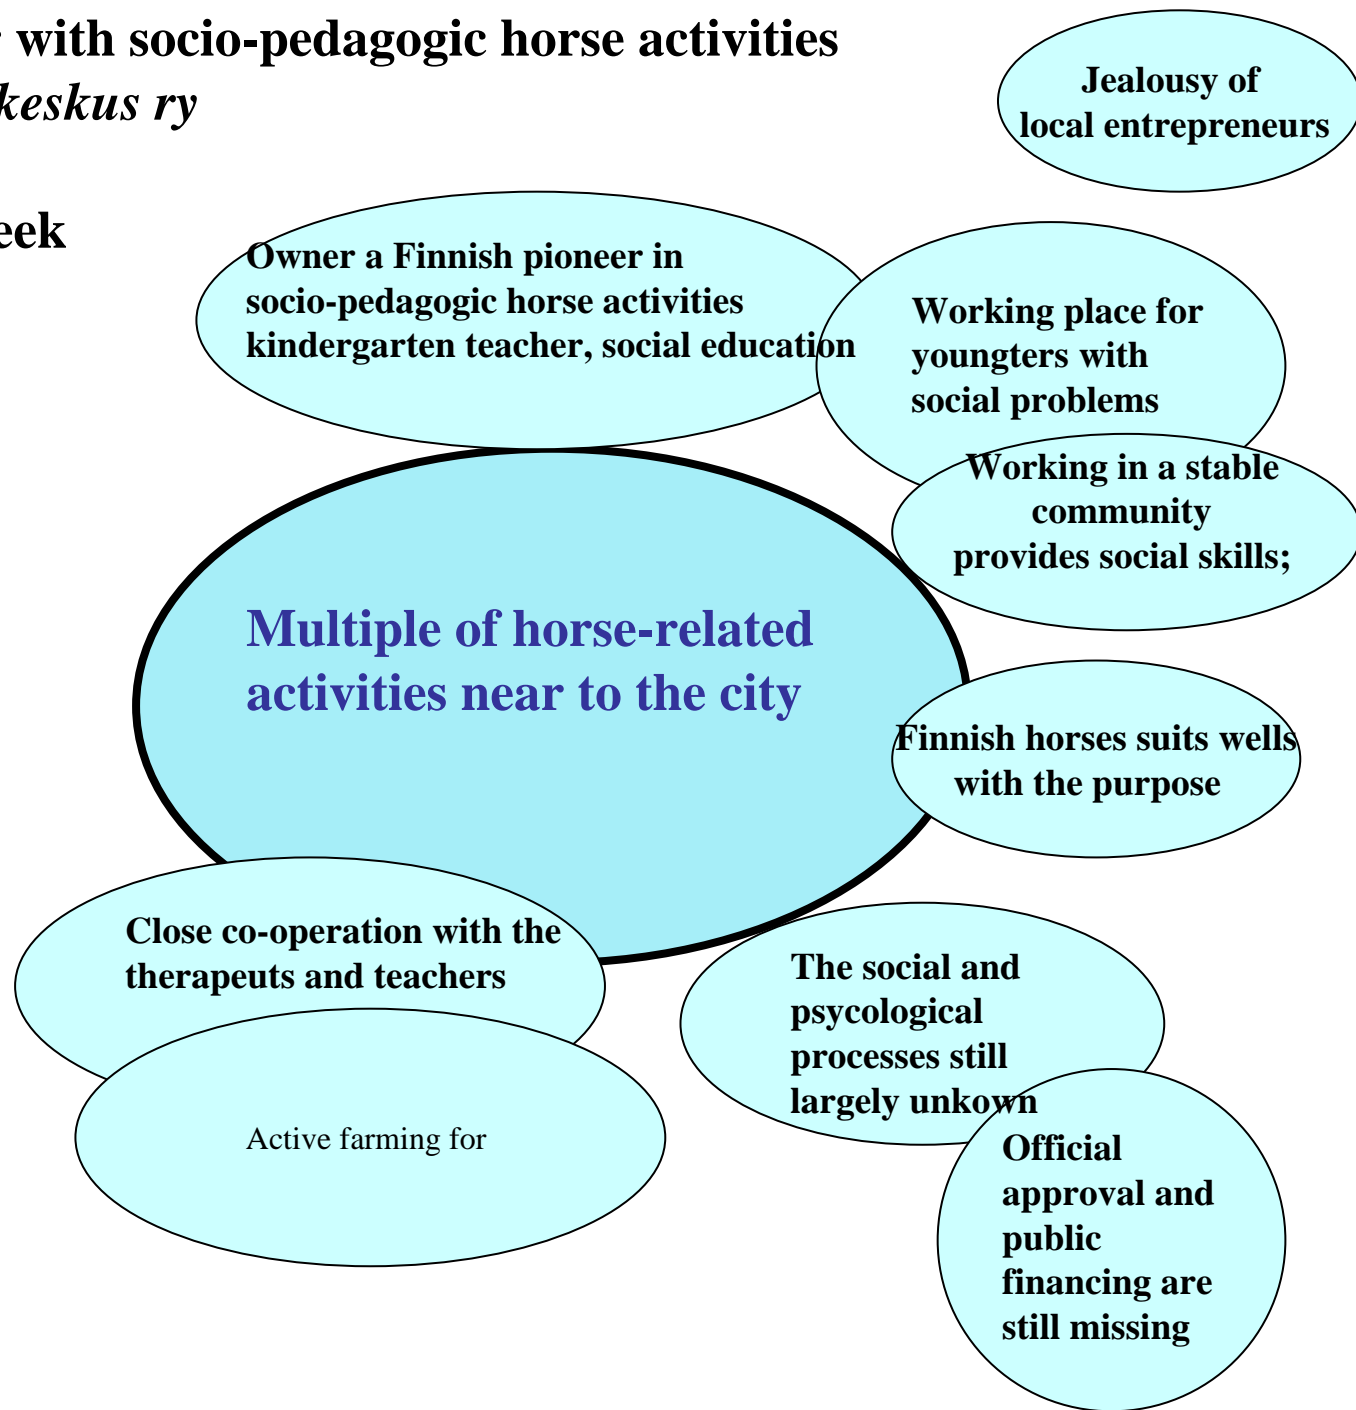 with socio-pedagogic horse activities
keskus ry
eek
Jealousy of
local entrepreneurs
Owner a Finnish pioneer in
socio-pedagogic horse activities
kindergarten teacher, social education
Working place for
youngters with
social problems
Working in a stable
community
provides social skills;
Multiple of horse-related
activities near to the city
Finnish horses suits wells
with the purpose
Close co-operation with the
therapeuts and teachers
The social and
psycological
processes still
largely unkown
Active farming for
Official
approval and
public
financing are
still missing